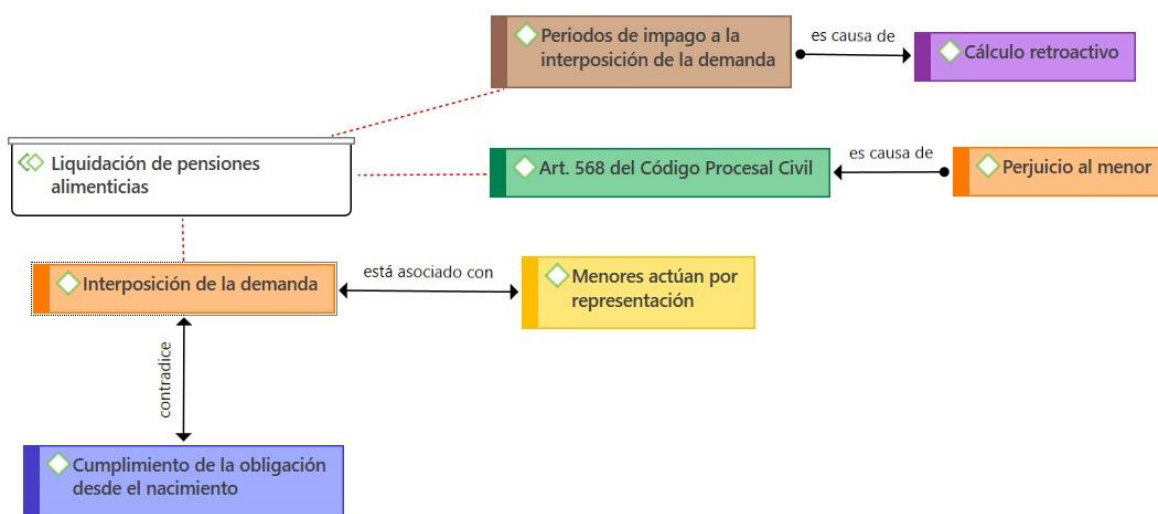 Periodos de impago a la
interposición de la demanda
es causa de
Cálculo retroactivo
Liquidación de pensiones
alimenticias
Art. 568 del Código Procesal Civil
es causa de
Perjuicio al menor
Interposición de la demanda
está asociado con
Menores actúan por
representación
contradice
Cumplimiento de la obligación
desde el nacimiento